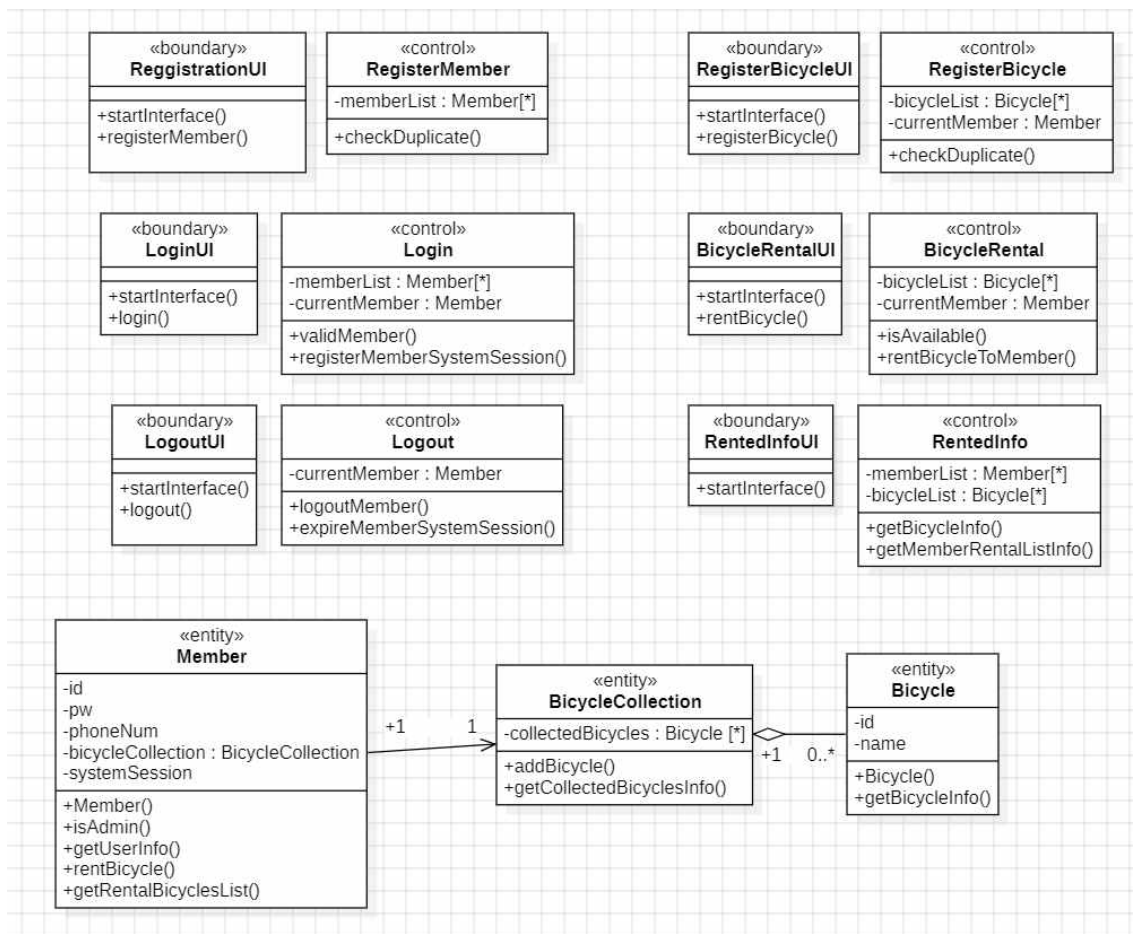 «boundary»
ReggistrationUI
+startInterface()
+registerMember()
«control»
RegisterMember
-memberList : Member[*]
+checkDuplicate()
«boundary»
RegisterBicycleUI
+startInterface()
+registerBicycle()
«control»
RegisterBicycle
-bicycleList : Bicycle[*]
-currentMember : Member
+checkDuplicate()
«boundary»
LoginUI
+startInterface()
+login()
«control»
Login
-memberList : Member[*]
-currentMember : Member
+validMember()
+registerMemberSystemSession()
«boundary»
BicycleRentalUI
+startInterface()
+rentBicycle()
«control»
BicycleRental
-bicycleList : Bicycle[*]
-currentMember : Member
+isAvailable()
+rentBicycleToMember()
«boundary»
LogoutUI
+startInterface()
+logout()
«control»
Logout
-currentMember : Member
+logoutMember()
+expireMemberSystemSession()
«boundary»
RentedInfoUI
+startInterface()
«control»
RentedInfo
-memberList : Member[*]
-bicycleList : Bicycle[*]
+getBicycleInfo()
+getMemberRentalListInfo()
«entity»
Member
-id
-pw
-phoneNum
-bicycleCollection : BicycleCollection
-systemSession
+Member()
+isAdmin()
+getUserInfo()
+rentBicycle()
+getRentalBicyclesList()
+1
1
«entity»
BicycleCollection
-collectedBicycles : Bicycle [*]
+addBicycle()
+getCollectedBicyclesInfo()
+1
0..*
«entity»
Bicycle
-id
-name
+Bicycle()
+getBicycleInfo()